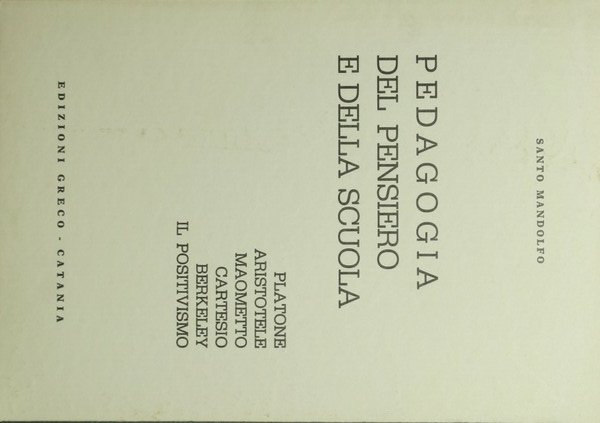 SANTO MANDOLFO
PEDAGOGIA
DEL PENSIERO
E DELLA SCUOLA
PLATONE
ARISTOTELE
MAOMETTO
CARTESIO
BERKELEY
IL POSITIVISMO
EDIZIONI GRECO - CATANIA